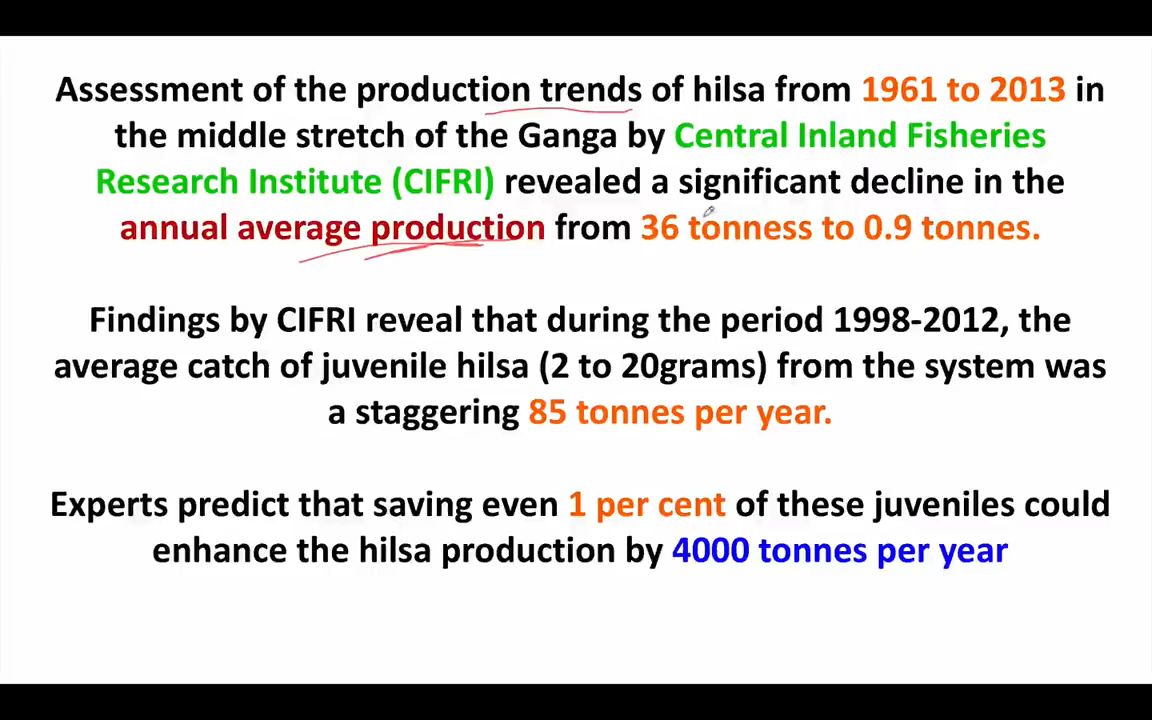 Assessment of the production trends of hilsa from 1961 to 2013 in
the middle stretch of the Ganga by Central Inland Fisheries
Research Institute (CIFRI) revealed a significant decline in the
annual average production from 36 tonness to 0.9 tonnes.
Findings by CIFRI reveal that during the period 1998-2012, the
average catch of juvenile hilsa (2 to 20grams) from the system was
a staggering 85 tonnes per year.
Experts predict that saving even 1 per cent of these juveniles could
enhance the hilsa production by 4000 tonnes per year